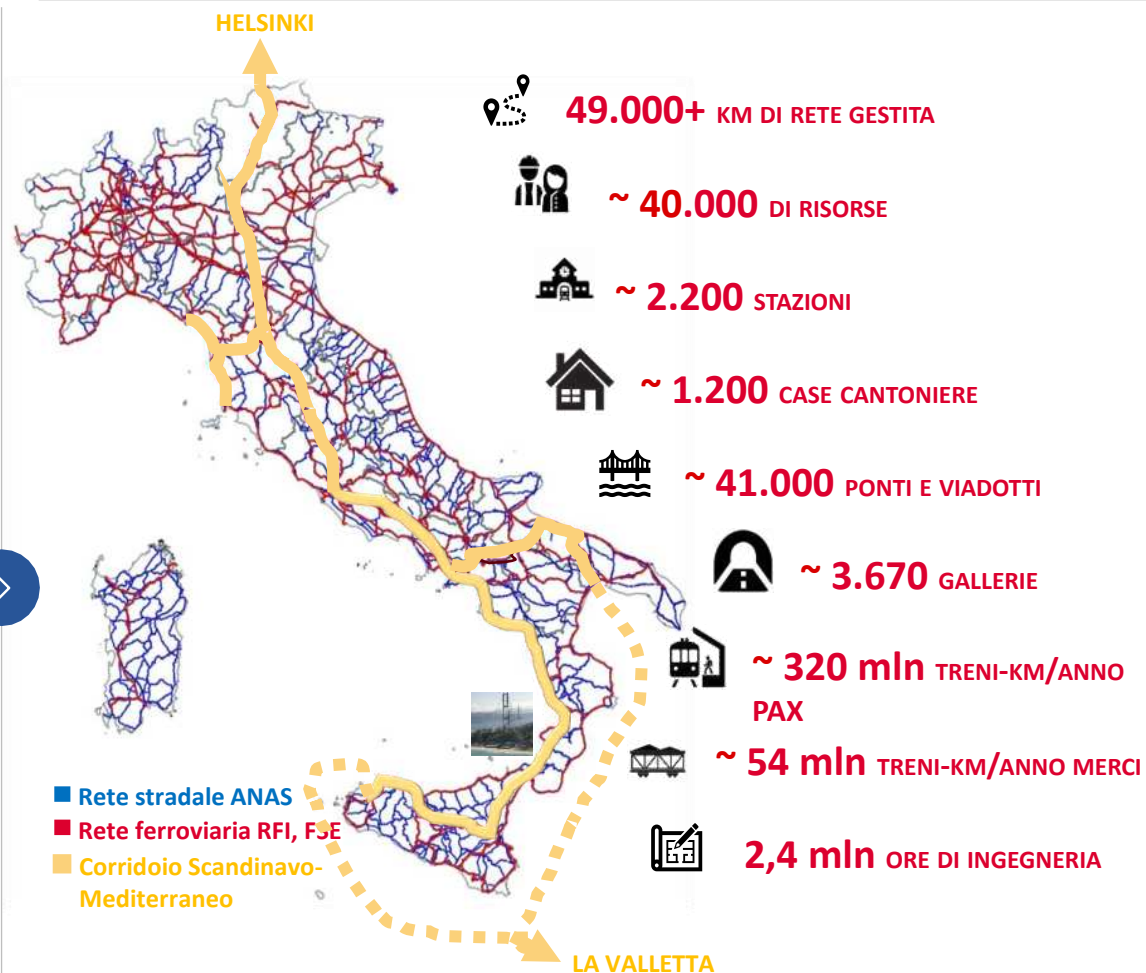 HELSINKI
49.000+ KM DI RETE GESTITA
~ 40.000 DI RISORSE
~ 2.200 STAZIONI
~ 1.200 CASE CANTONIERE
~ 41.000 PONTI E VIADOTTI
~ 3.670 GALLERIE
~ 320 mln TRENI-KM/ANNO
PAX
~ 54 mln TRENI-KM/ANNO MERCI
2,4 mln ORE DI INGEGNERIA
Rete stradale ANAS
Rete ferroviaria RFI, FSE
Corridoio Scandinavo-
Mediterraneo
LA VALLETTA